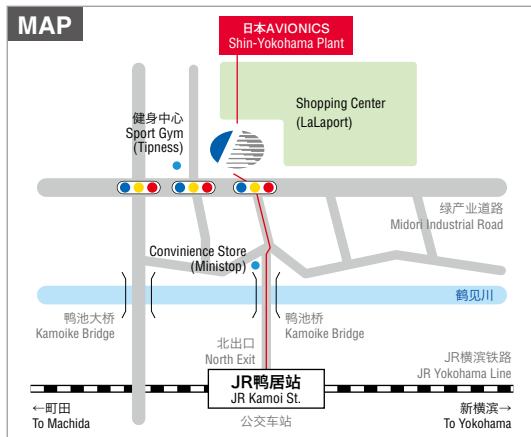 MAP
日本AVIONICS
Shin-Yokohama Plant
Shopping Center
(LaLaport)
健身中心
Sport Gym
(Tipness)
绿产业道路
Midori Industrial Road
Convinience Store
(Ministop)
鹤见川
鸭池大桥
Kamoike Bridge
鸭池桥
Kamoike Bridge
北出口
North Exit
JR横滨铁路
JR Yokohama Line
JR鸭居站
JR Kamoi St.
←町田
To Machida
公交车站
新横滨→
To Yokohama